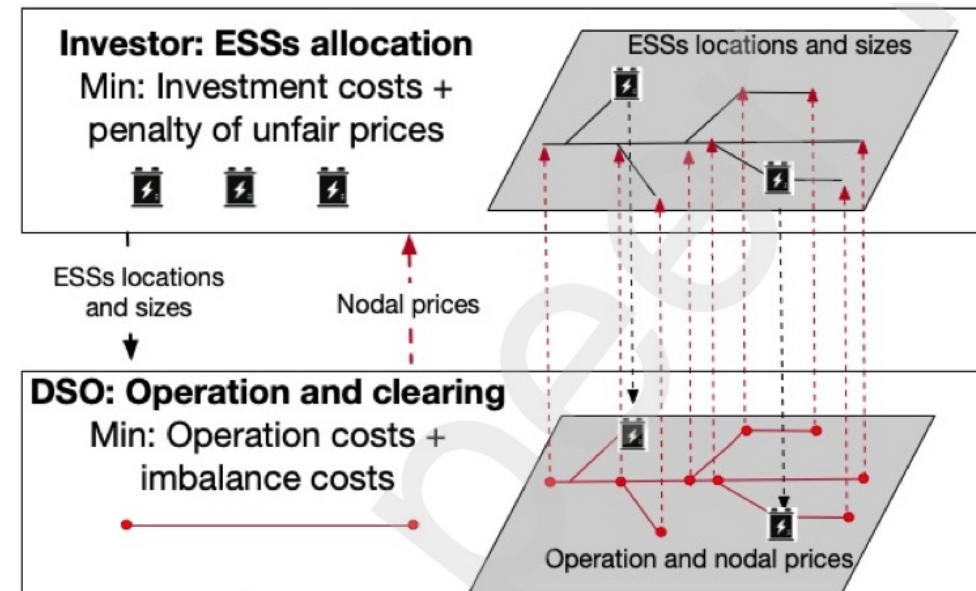 Investor: ESSs allocation
Min: Investment costs +
penalty of unfair prices
ESSs locations and sizes
ESSs locations
and sizes
Nodal prices
DSO: Operation and clearing
Min: Operation costs +
imbalance costs
Operation and nodal prices
peer